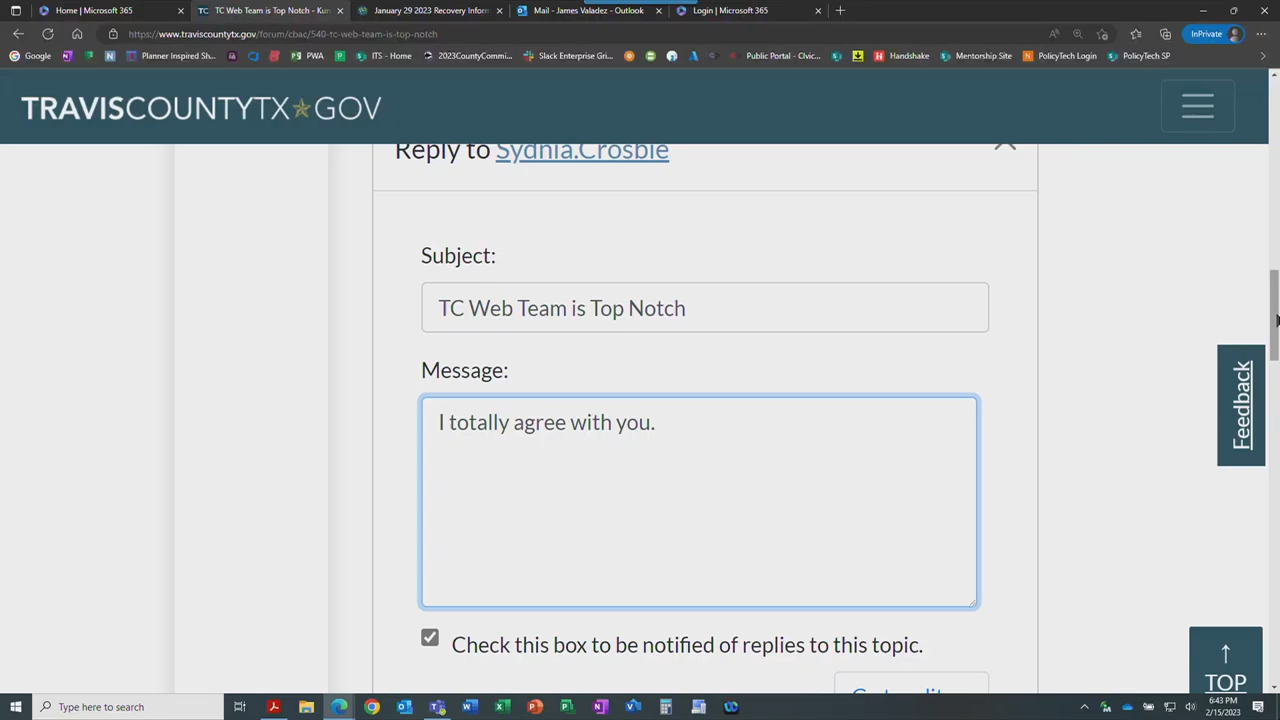 Home | Microsoft 365
TC Web Team is Top Notch - Kun
January 29 2023 Recovery Inform
Mail - James Valadez - Outlook
Login | Microsoft 365
https://www.traviscountytx.gov/forum/cbac/540-tc-web-team-is-top-notch
InPrivate
Google
Planner Inspired Sh...
PWA
ITS - Home
2023CountyCommi...
Slack Enterprise Gri...
Public Portal - Civic...
Handshake
Mentorship Site
PolicyTech Login
PolicyTech SP
TRAVISCOUNTYTX GOV
Reply to Sydnia.Crosbie
Subject:
TC Web Team is Top Notch
Message:
I totally agree with you.
Feedback
Check this box to be notified of replies to this topic.
↑
TOP
Type here to search
6:43 PM
2/15/2023